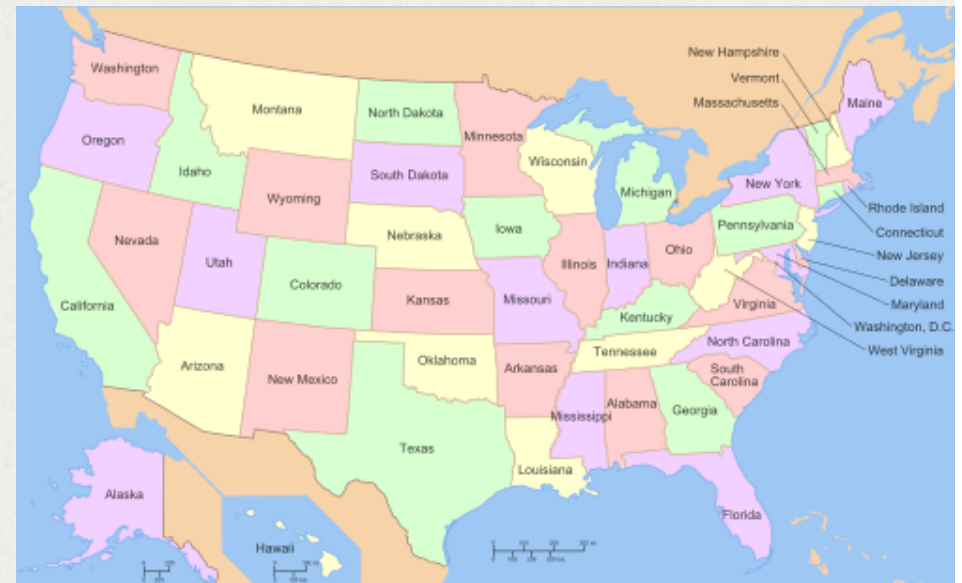 New Hampshire
Vermont
Massachusetts
Washington
Montana
North Dakota
Minnesota
Maine
Oregon
Idaho
Wisconsin
South Dakota
Michigan
New York
Wyoming
Rhode Island
Nebraska
Iowa
Pennsylvania
Connecticut
Nevada
Utah
Colorado
Illinois
Indiana
Ohio
New Jersey
California
Kansas
Missouri
Delaware
Virginia
Maryland
Kentucky
Washington, D.C.
North Carolina
West Virginia
Tennessee
Arizona
Oklahoma
New Mexico
Arkansas
South
Carolina
Mississippi
Alabama
Georgia
Texas
Louisiana
Alaska
Florida
Hawaii